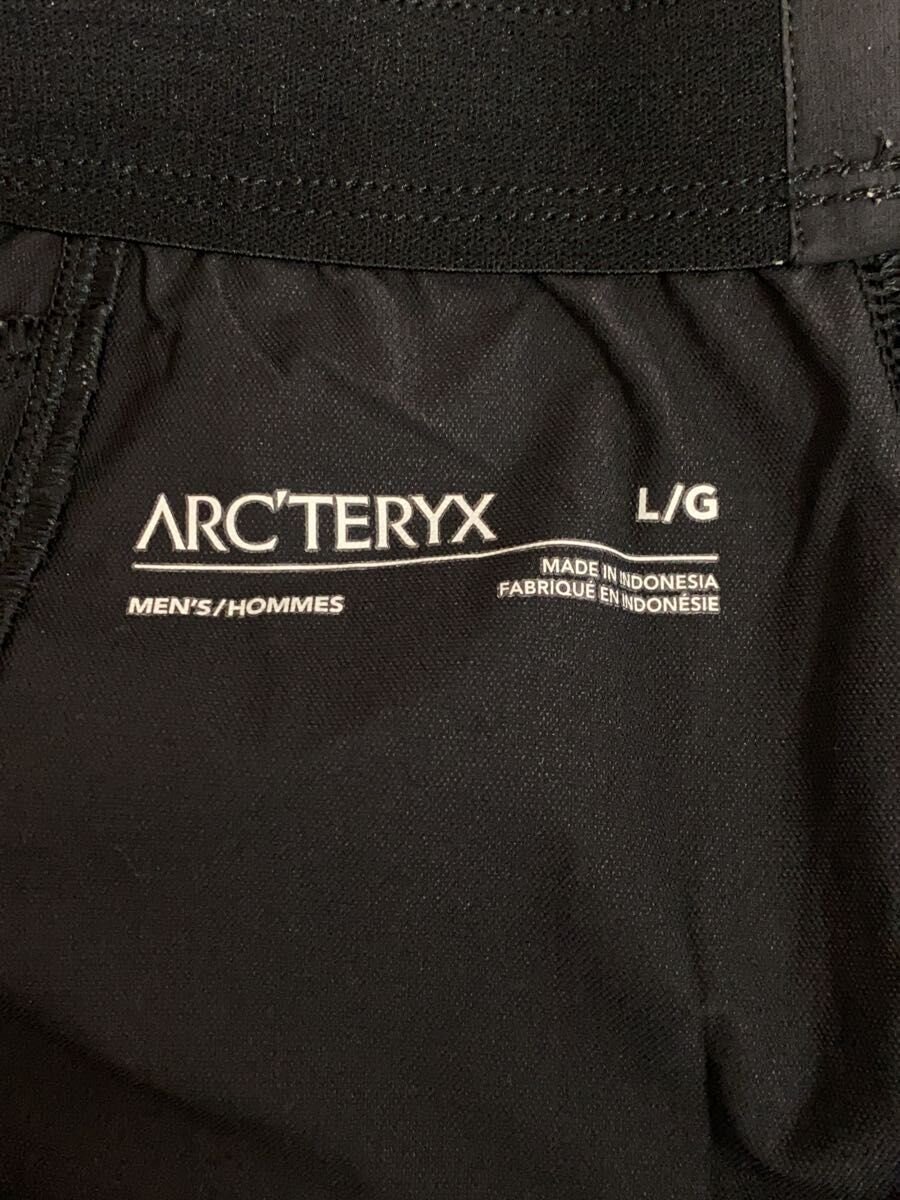 ARC'TERYX
L/G
MADE IN INDONESIA
FABRIQUÉ EN INDONÉSIE
MEN'S/HOMMES